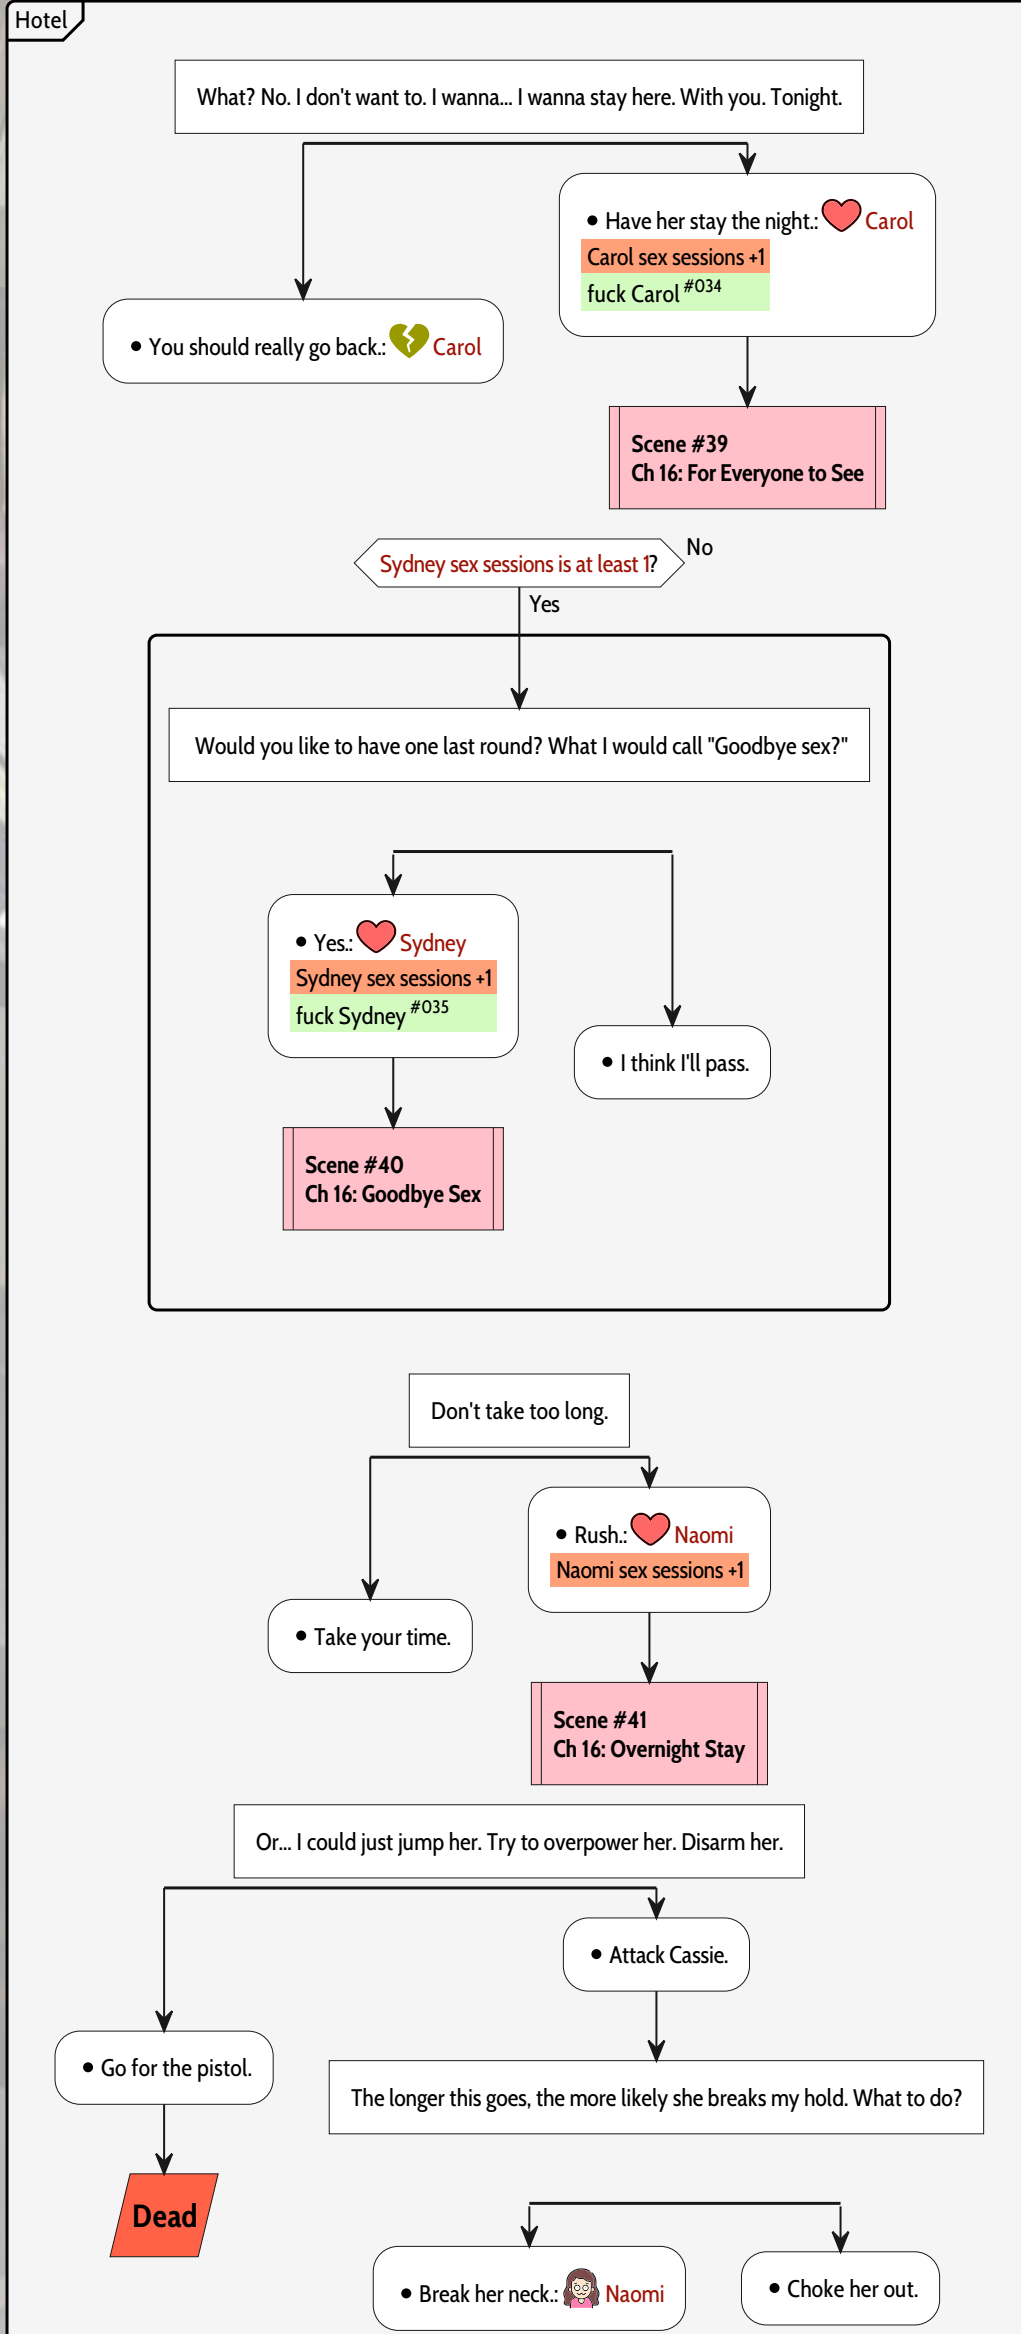 Hotel
What? No. I don't want to. I wanna... I wanna stay here. With you. Tonight.
• Have her stay the night.: Carol
Carol sex sessions +1
fuck Carol #034
• You should really go back.: Carol
Scene #39
Ch 16: For Everyone to See
Sydney sex sessions is at least 1?
No
Yes
Would you like to have one last round? What I would call "Goodbye sex?"
• Yes.: Sydney
Sydney sex sessions +1
fuck Sydney #035
• I think I'll pass.
Scene #40
Ch 16: Goodbye Sex
Don't take too long.
• Rush.: Naomi
Naomi sex sessions +1
• Take your time.
Scene #41
Ch 16: Overnight Stay
Or... I could just jump her. Try to overpower her. Disarm her.
• Attack Cassie.
• Go for the pistol.
The longer this goes, the more likely she breaks my hold. What to do?
Dead
• Break her neck.: Naomi
• Choke her out.